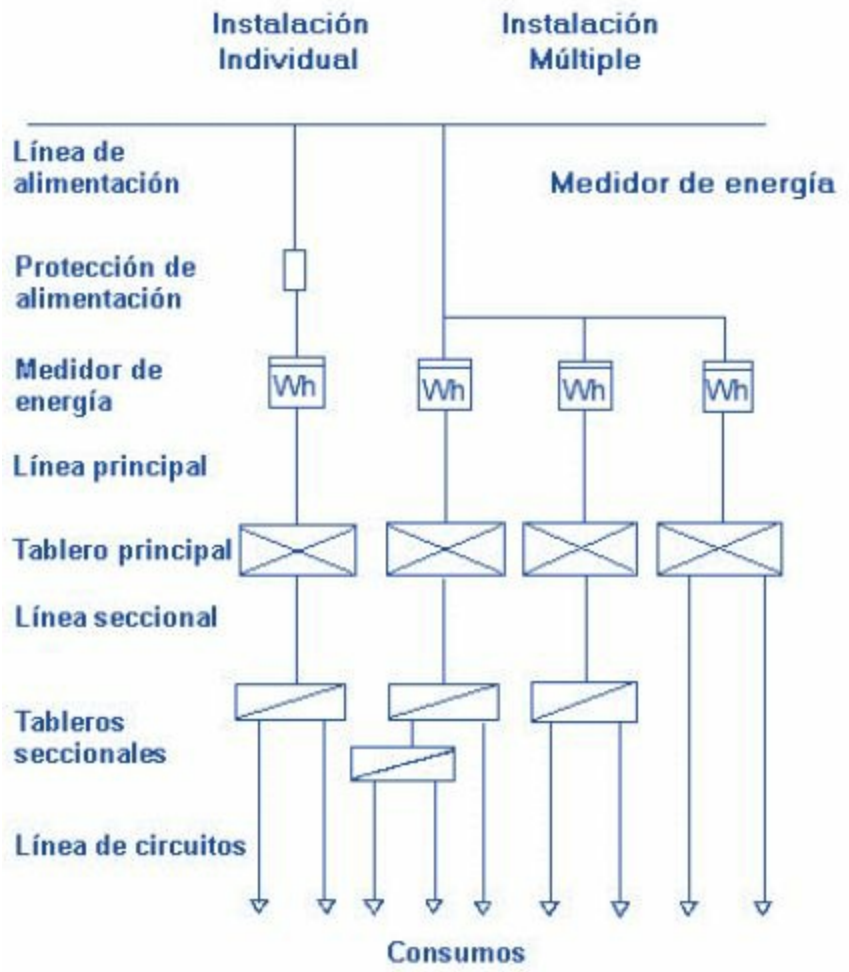 Instalación
Individual
Instalación
Múltiple
Línea de
alimentación
Medidor de energía
Protección de
alimentación
Medidor de
energía
Wh
Wh
Wh
Wh
Línea principal
Tablero principal
Línea seccional
Tableros
seccionales
Línea de circuitos
Consumos